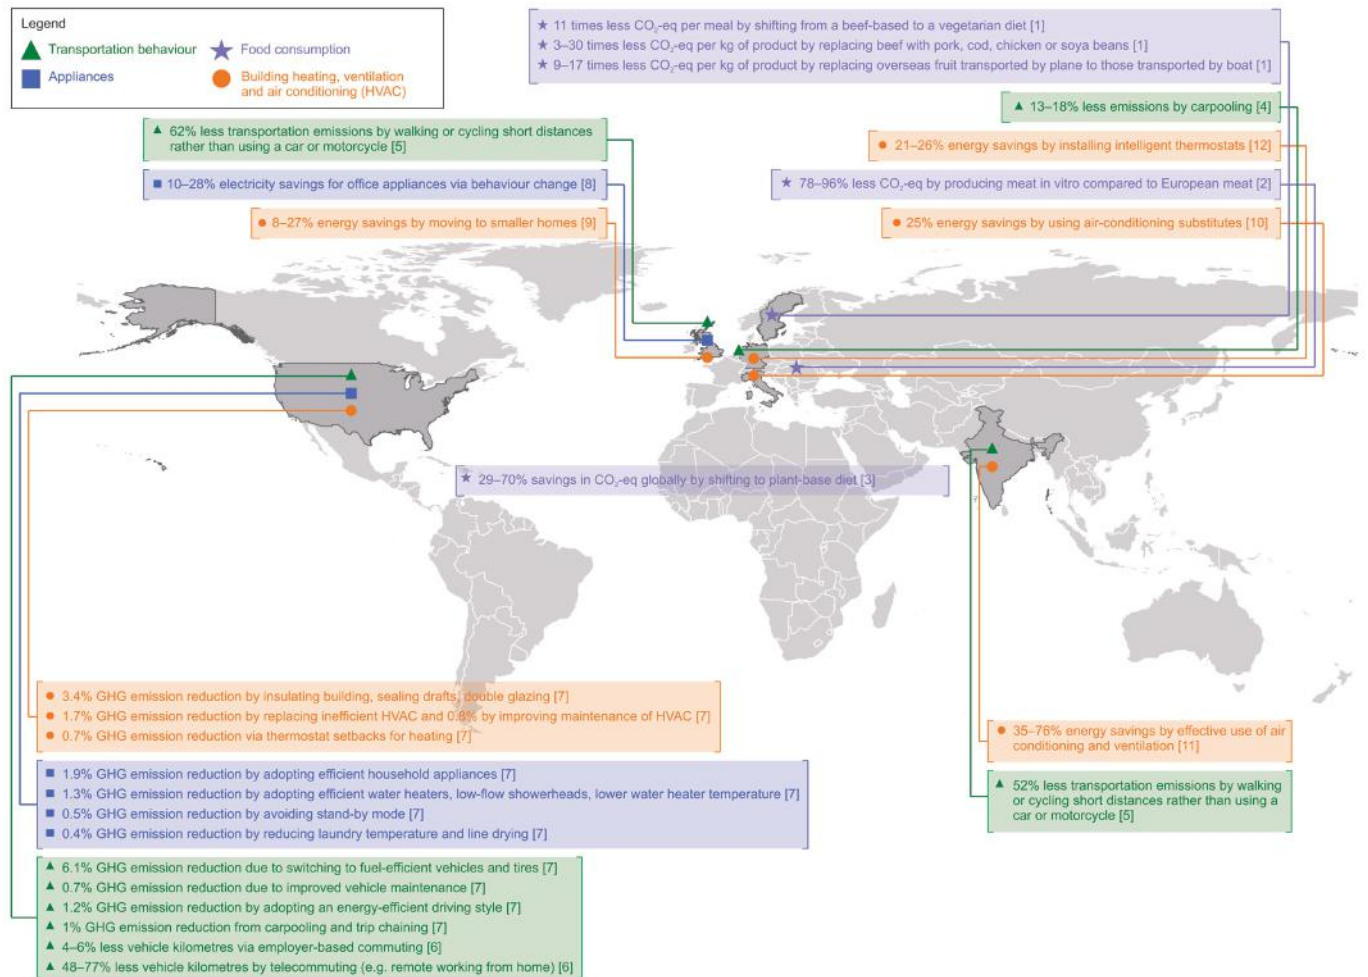 Legend
Transportation behaviour
Food consumption
Appliances
Building heating, ventilation
and air conditioning (HVAC)
11 times less CO₂-eq per meal by shifting from a beef-based to a vegetarian diet [1]
3–30 times less CO₂-eq per kg of product by replacing beef with pork, cod, chicken or soya beans [1]
9–17 times less CO₂-eq per kg of product by replacing overseas fruit transported by plane to those transported by boat [1]
13–18% less emissions by carpooling [4]
62% less transportation emissions by walking or cycling short distances
rather than using a car or motorcycle [5]
21–26% energy savings by installing intelligent thermostats [12]
10–28% electricity savings for office appliances via behaviour change [8]
78–96% less CO₂-eq by producing meat in vitro compared to European meat [2]
8–27% energy savings by moving to smaller homes [9]
25% energy savings by using air-conditioning substitutes [10]
29–70% savings in CO₂-eq globally by shifting to plant-base diet [3]
3.4% GHG emission reduction by insulating building, sealing drafts, double glazing [7]
1.7% GHG emission reduction by replacing inefficient HVAC and 0.8% by improving maintenance of HVAC [7]
0.7% GHG emission reduction via thermostat setbacks for heating [7]
35–76% energy savings by effective use of air
conditioning and ventilation [11]
1.9% GHG emission reduction by adopting efficient household appliances [7]
1.3% GHG emission reduction by adopting efficient water heaters, low-flow showerheads, lower water heater temperature [7]
0.5% GHG emission reduction by avoiding stand-by mode [7]
0.4% GHG emission reduction by reducing laundry temperature and line drying [7]
52% less transportation emissions by walking
or cycling short distances rather than using a
car or motorcycle [5]
6.1% GHG emission reduction due to switching to fuel-efficient vehicles and tires [7]
0.7% GHG emission reduction due to improved vehicle maintenance [7]
1.2% GHG emission reduction by adopting an energy-efficient driving style [7]
1% GHG emission reduction from carpooling and trip chaining [7]
4–6% less vehicle kilometres via employer-based commuting [6]
48–77% less vehicle kilometres by telecommuting (e.g. remote working from home) [6]